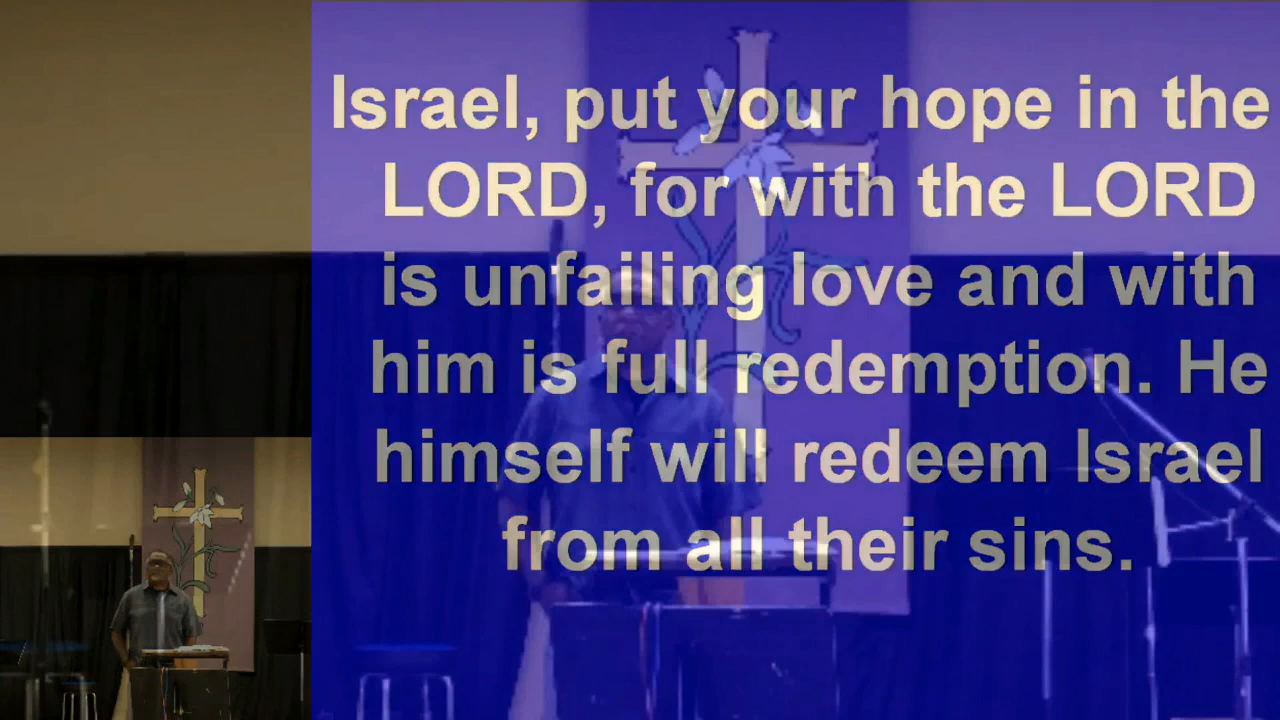 Israel, put your hope in the
LORD, for with the LORD
is unfailing love and with
him is full redemption. He
himself will redeem Israel
from all their sins.